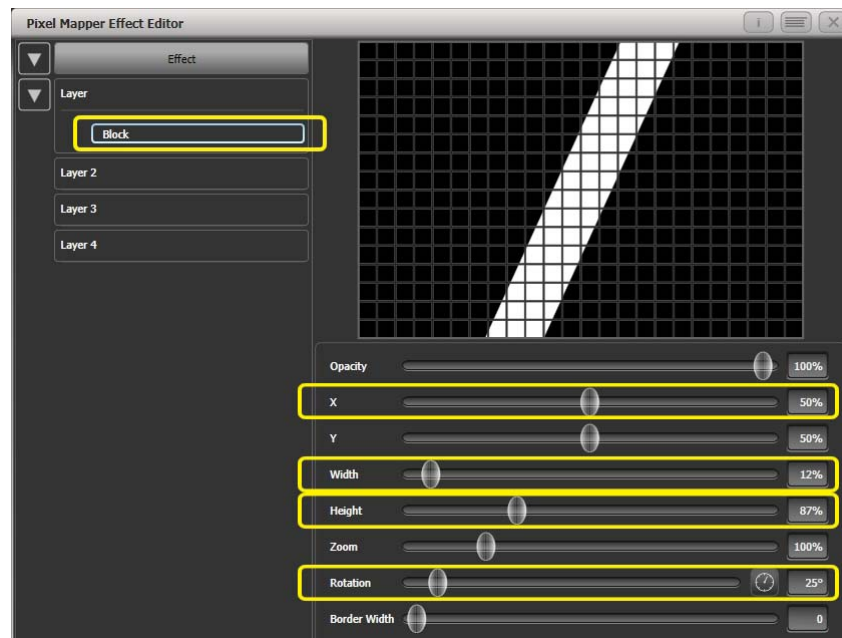 Pixel Mapper Effect Editor
i
Effect
Layer
Block
Layer 2
Layer 3
Layer 4
Opacity 100%
X 50%
Y 50%
Width 12%
Height 87%
Zoom 100%
Rotation 25°
Border Width 0